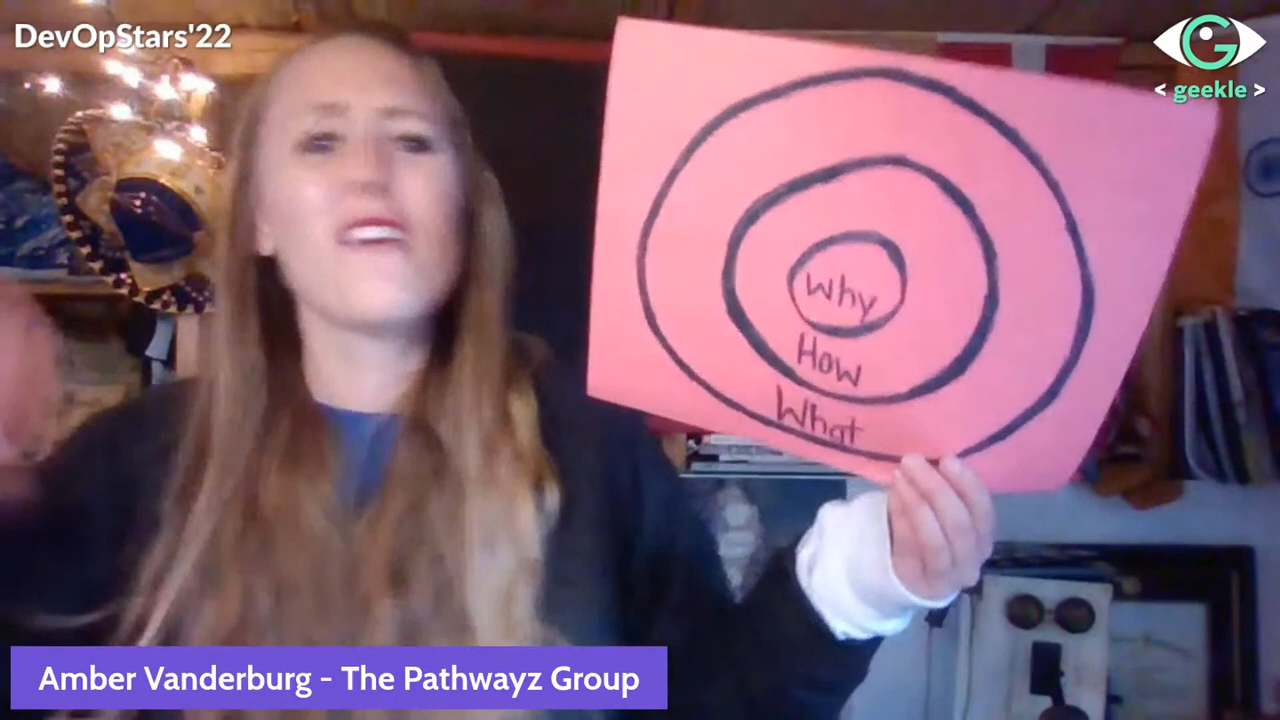 DevOpStars'22
< geekle >
Why
How
What
Amber Vanderburg - The Pathwayz Group